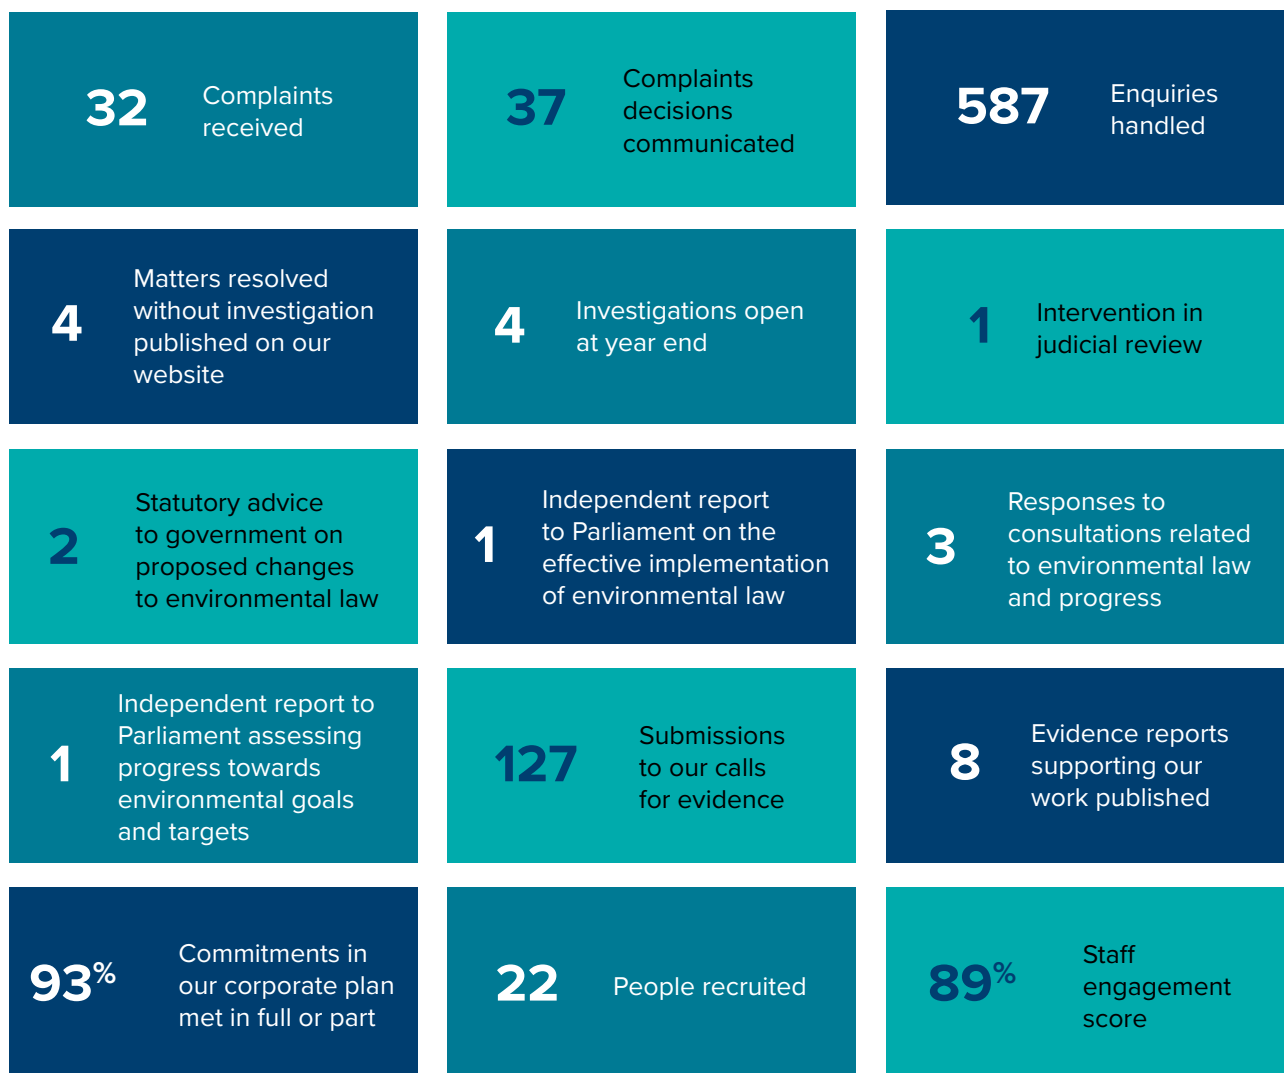 32
Complaints
received
37
Complaints
decisions
communicated
587
Enquiries
handled
4
Matters resolved
without investigation
published on our
website
4
Investigations open
at year end
1
Intervention in
judicial review
2
Statutory advice
to government on
proposed changes
to environmental law
1
Independent report
to Parliament on the
effective implementation
of environmental law
3
Responses to
consultations related
to environmental law
and progress
1
Independent report to
Parliament assessing
progress towards
environmental goals
and targets
127
Submissions
to our calls
for evidence
8
Evidence reports
supporting our
work published
93%
Commitments in
our corporate plan
met in full or part
22
People recruited
89%
Staff
engagement
score